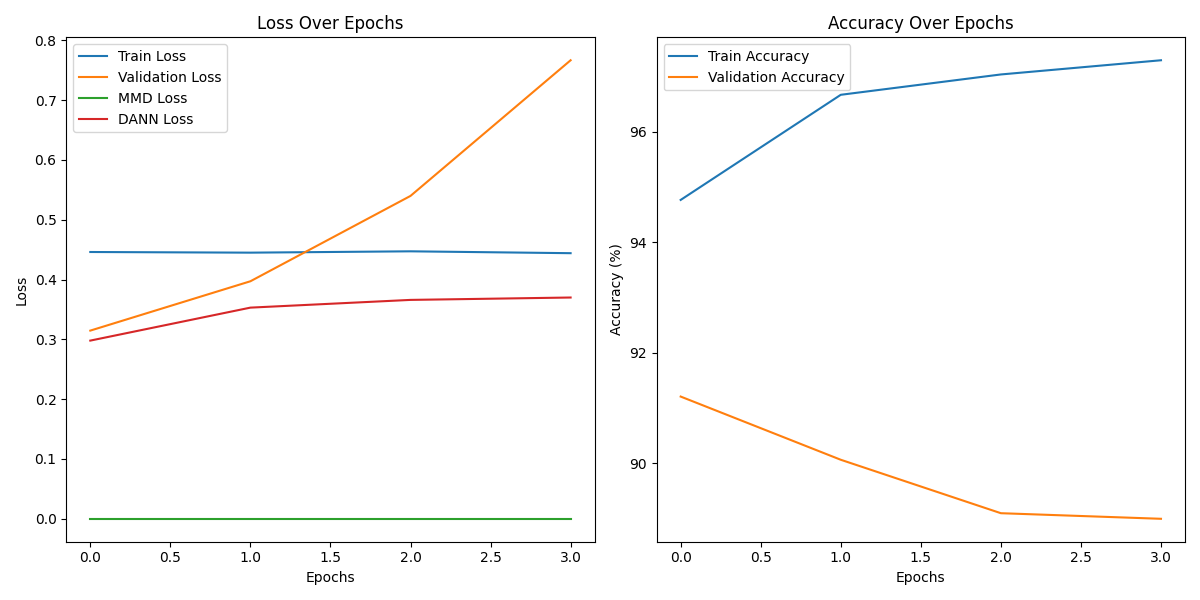 Loss Over Epochs
Train Loss
Validation Loss
MMD Loss
DANN Loss
0.8
0.7
0.6
0.5
0.4
0.3
0.2
0.1
0.0
Loss
0.0 0.5 1.0 1.5 2.0 2.5 3.0
Epochs
Accuracy Over Epochs
Train Accuracy
Validation Accuracy
96
94
92
90
Accuracy (%)
0.0 0.5 1.0 1.5 2.0 2.5 3.0
Epochs